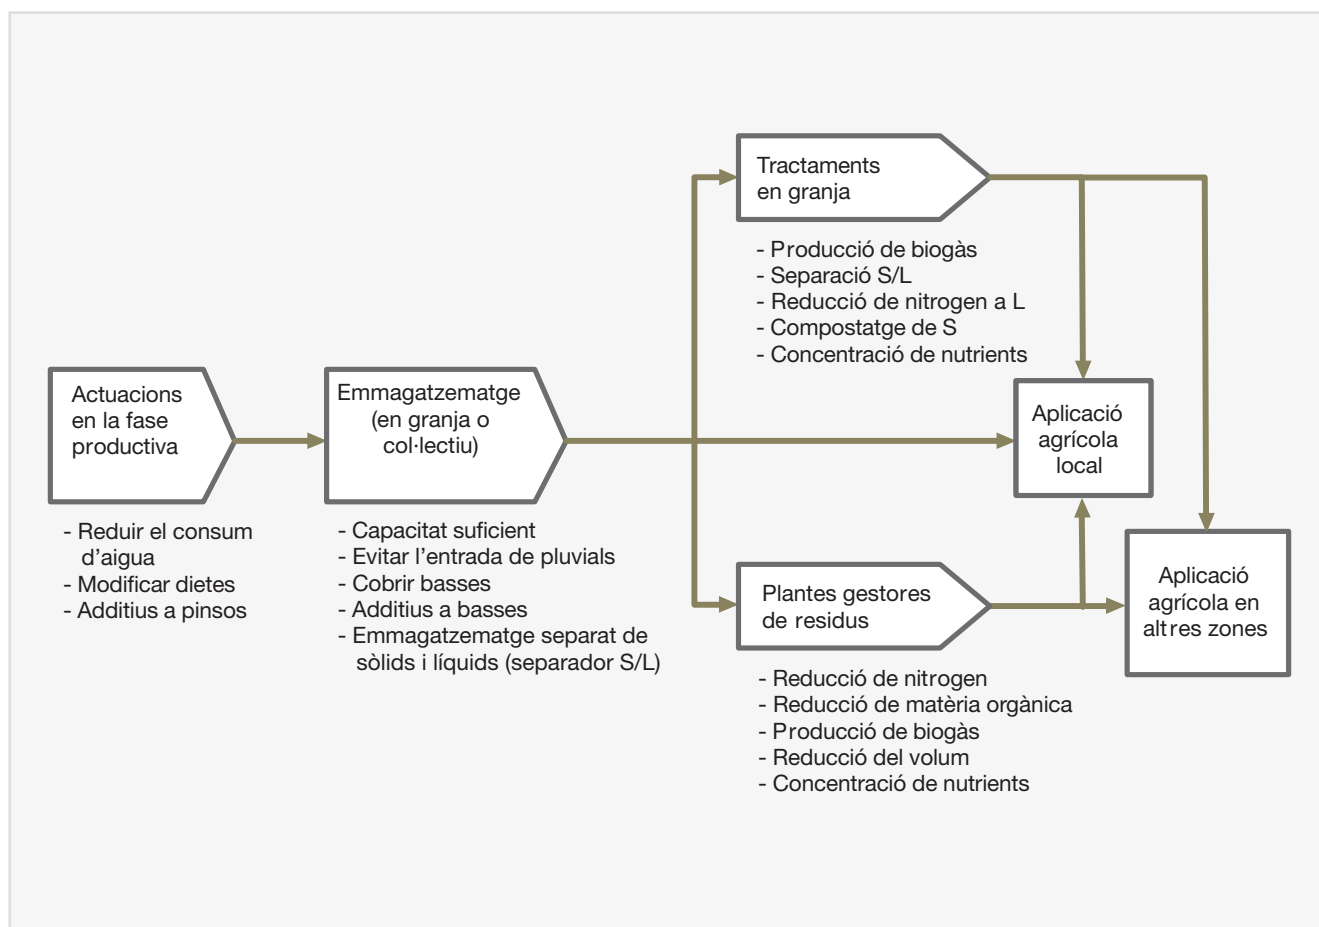 Actuacions
en la fase
productiva
- Reduir el consum
d’aigua
- Modificar dietes
- Additius a pinsos
Emmagatzematge
(en granja o
col·lectiu)
- Capacitat suficient
- Evitar l’entrada de pluvials
- Cobrir basses
- Additius a basses
- Emmagatzematge separat de
sòlids i líquids (separador S/L)
Tractaments
en granja
- Producció de biogàs
- Separació S/L
- Reducció de nitrogen a L
- Compostatge de S
- Concentració de nutrients
Plantes gestores
de residus
- Reducció de nitrogen
- Reducció de matèria orgànica
- Producció de biogàs
- Reducció del volum
- Concentració de nutrients
Aplicació
agrícola
local
Aplicació
agrícola en
altres zones